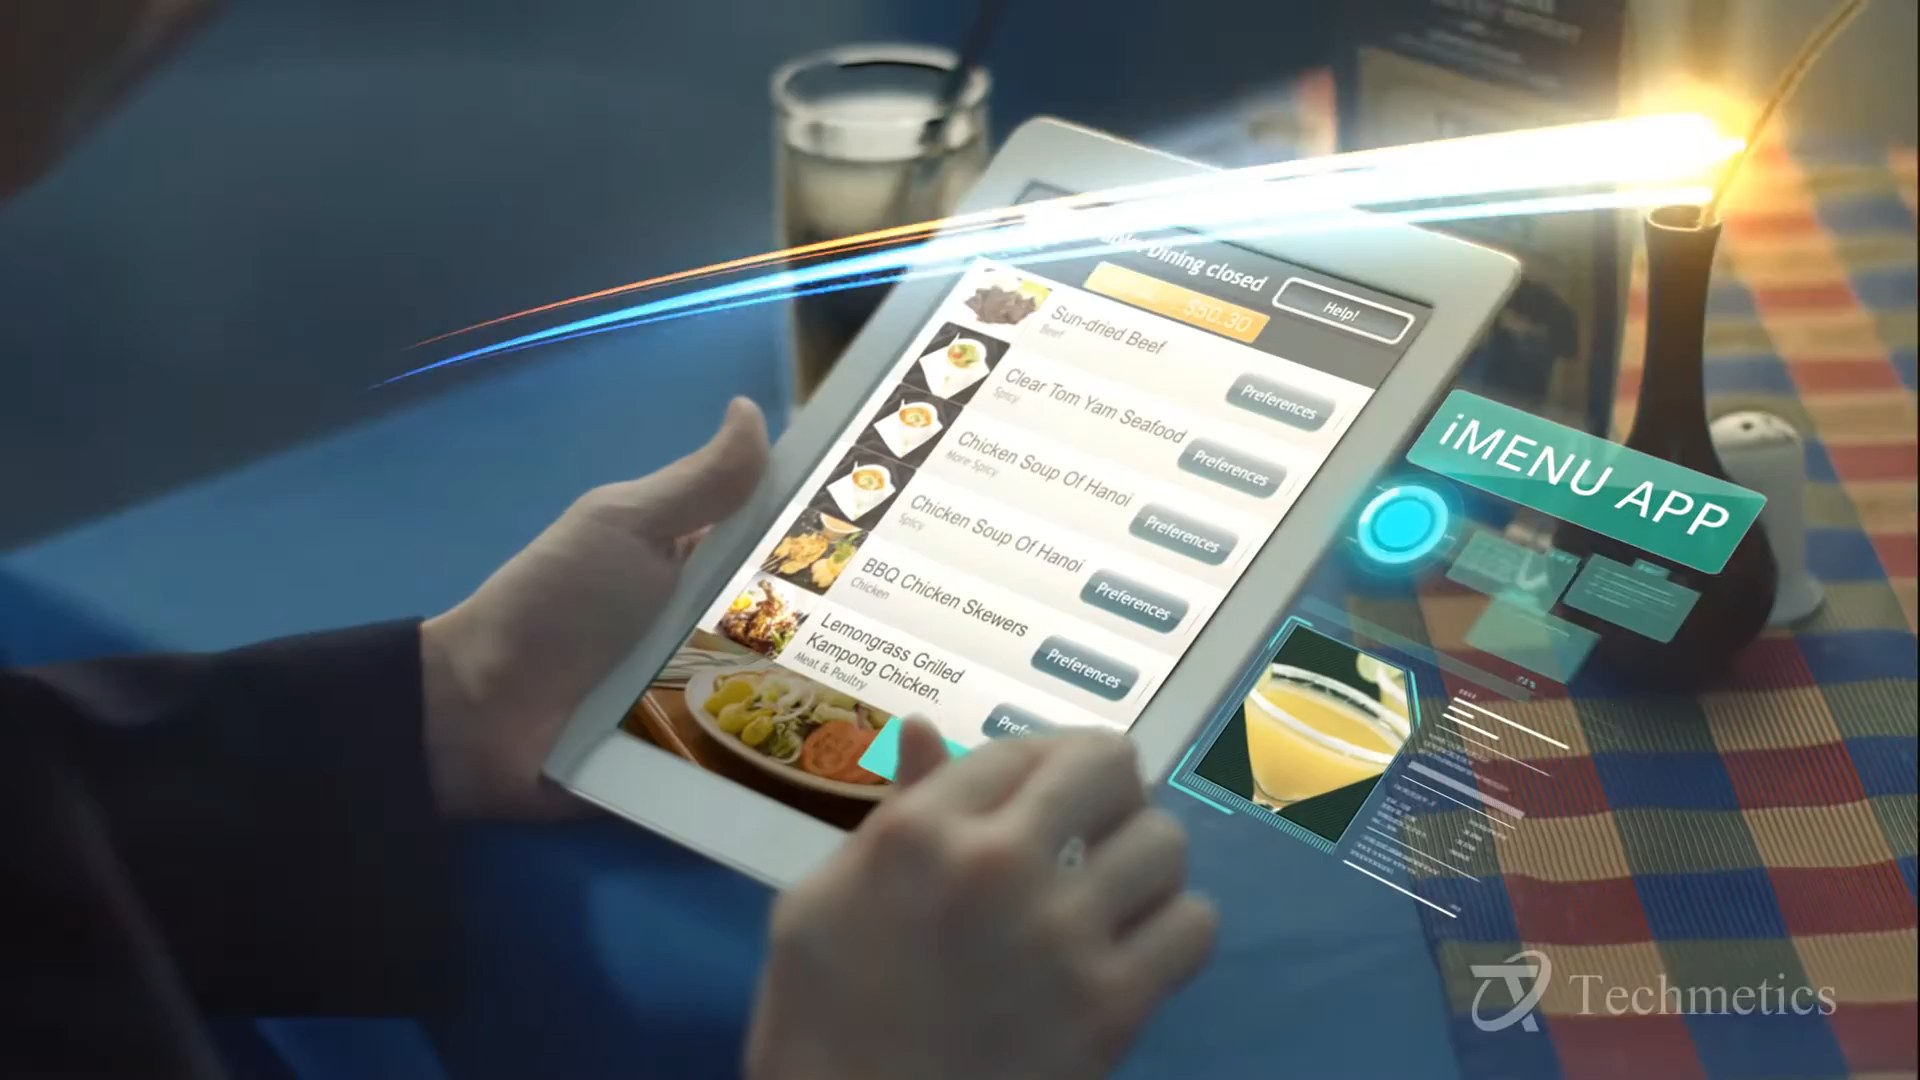 Dining closed
Help!
$50.30
Sun-dried Beef
Beef
Preferences
Clear Tom Yam Seafood
Spicy
Preferences
Chicken Soup Of Hanoi
More Spicy
Preferences
Chicken Soup Of Hanoi
Spicy
Preferences
BBQ Chicken Skewers
Chicken
Preferences
Lemongrass Grilled
Kampong Chicken,
Meat & Poultry
iMENU APP
Techmetics